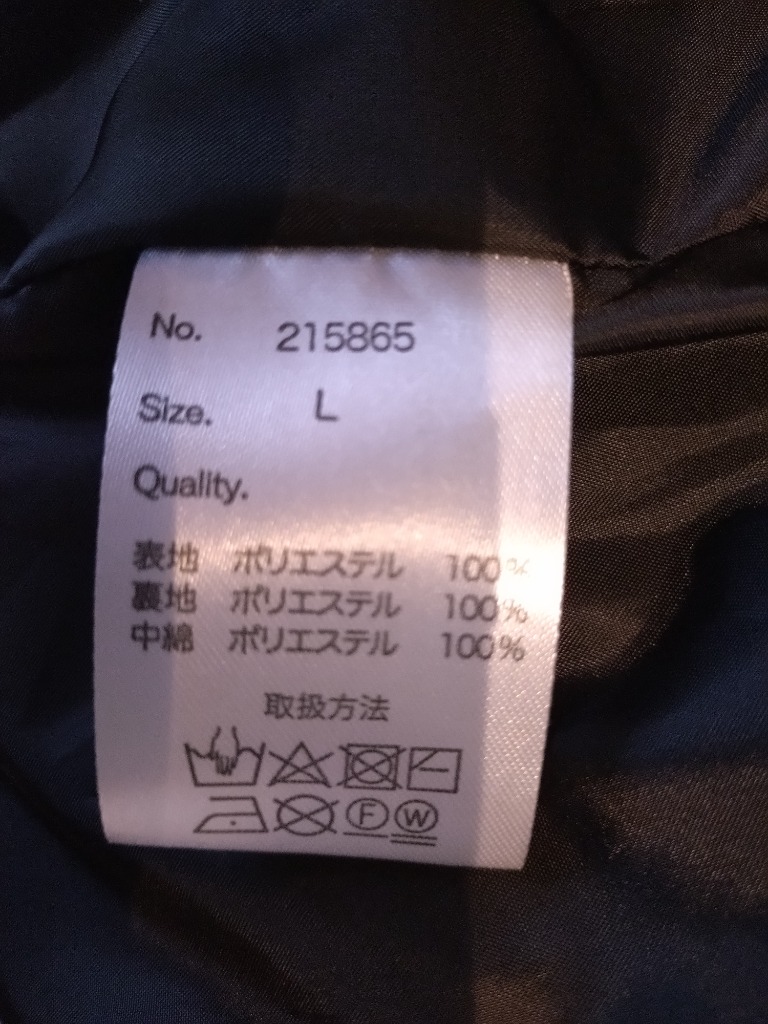 No. 215865
Size. L
Quality.
表地 ポリエステル 100%
裏地 ポリエステル 100%
中綿 ポリエステル 100%
取扱方法
F W